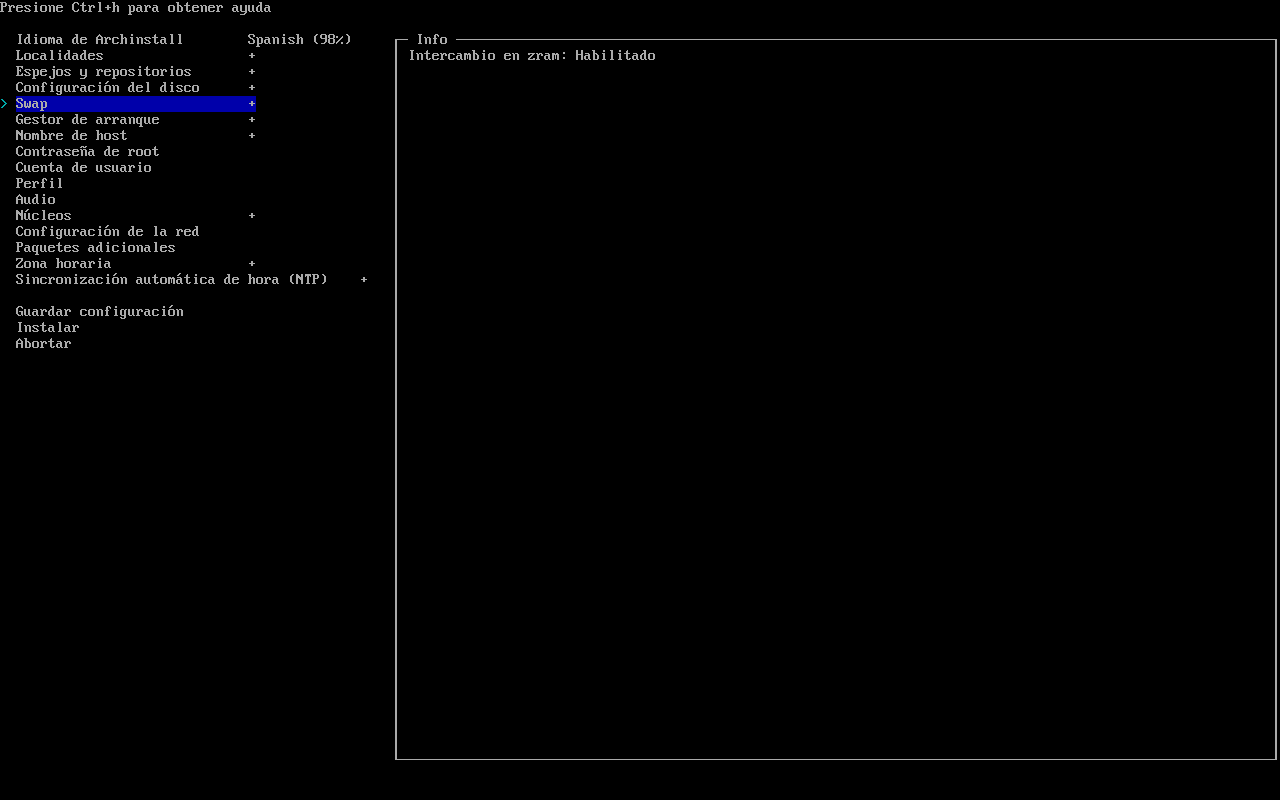 Presione Ctrl+h para obtener ayuda
Idioma de Archinstall Spanish (98%)
Localidades +
Espejos y repositorios +
Configuración del disco +
> Swap +
Gestor de arranque +
Nombre de host +
Contraseña de root
Cuenta de usuario
Perfil
Audio
Núcleos +
Configuración de la red
Paquetes adicionales
Zona horaria +
Sincronización automática de hora (NTP) +
Guardar configuración
Instalar
Abortar
Info
Intercambio en zram: Habilitado